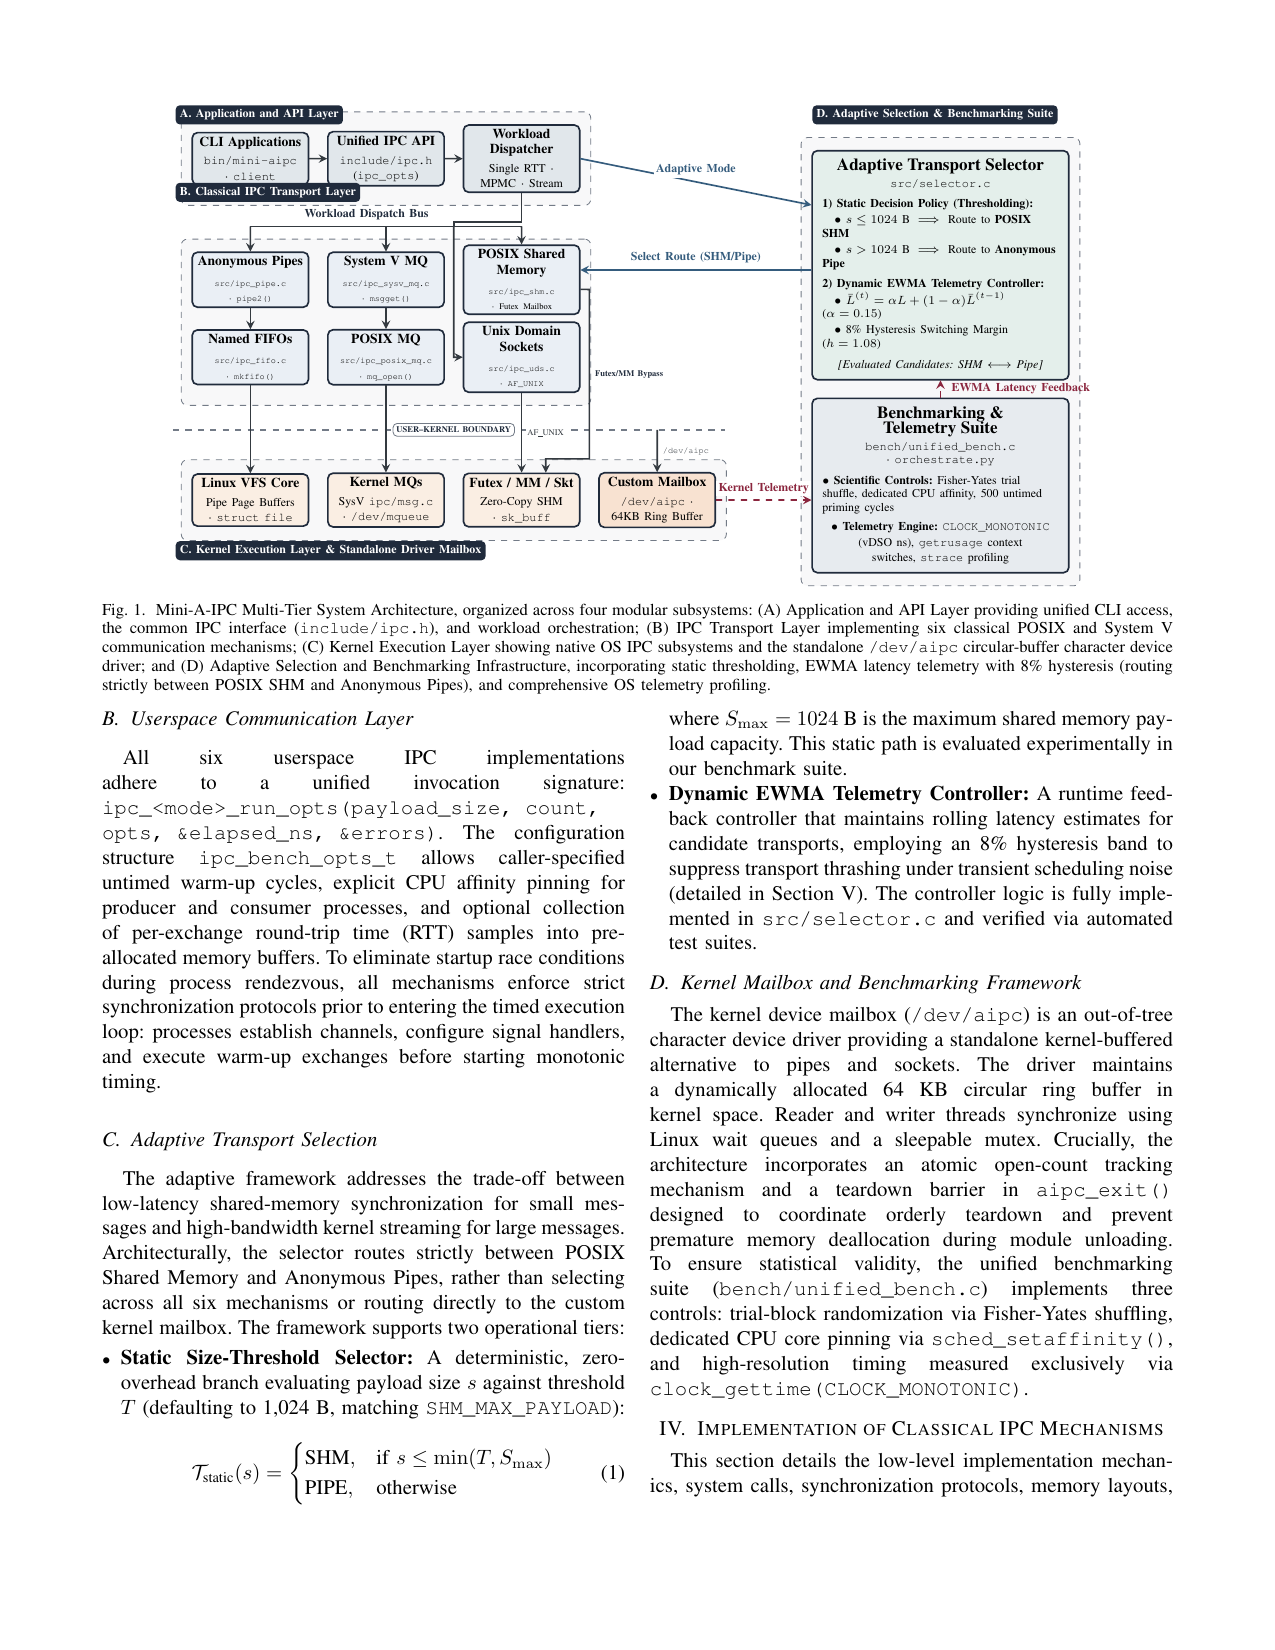 A. Application and API Layer
CLI Applications
bin/mini-aipc
· client
Unified IPC API
include/ipc.h
(ipc_opts)
Workload
Dispatcher
Single RTT ·
MPMC · Stream
B. Classical IPC Transport Layer
Workload Dispatch Bus
Anonymous Pipes
src/ipc_pipe.c
· pipe2()
System V MQ
src/ipc_sysv_mq.c
· msgget()
POSIX Shared
Memory
src/ipc_shm.c
· Futex Mailbox
Named FIFOs
src/ipc_fifo.c
· mkfifo()
POSIX MQ
src/ipc_posix_mq.c
· mq_open()
Unix Domain
Sockets
src/ipc_uds.c
· AF_UNIX
Futex/MM Bypass
USER–KERNEL BOUNDARY
AF_UNIX
/dev/aipc
Linux VFS Core
Pipe Page Buffers
· struct file
Kernel MQs
SysV ipc/msg.c
· /dev/mqueue
Futex / MM / Skt
Zero-Copy SHM
· sk_buff
Custom Mailbox
/dev/aipc ·
64KB Ring Buffer
C. Kernel Execution Layer & Standalone Driver Mailbox
Adaptive Mode
Select Route (SHM/Pipe)
Kernel Telemetry
D. Adaptive Selection & Benchmarking Suite
Adaptive Transport Selector
src/selector.c
1) Static Decision Policy (Thresholding):
● s ≤ 1024 B ⟹ Route to POSIX
SHM
● s > 1024 B ⟹ Route to Anonymous
Pipe
2) Dynamic EWMA Telemetry Controller:
● L̄^(t) = αL + (1 − α)L̄^(t−1)
(α = 0.15)
● 8% Hysteresis Switching Margin
(h = 1.08)
[Evaluated Candidates: SHM ⟷ Pipe]
EWMA Latency Feedback
Benchmarking &
Telemetry Suite
bench/unified_bench.c
· orchestrate.py
● Scientific Controls: Fisher-Yates trial
shuffle, dedicated CPU affinity, 500 untimed
priming cycles
● Telemetry Engine: CLOCK_MONOTONIC
(vDSO ns), getrusage context
switches, strace profiling
Fig. 1. Mini-A-IPC Multi-Tier System Architecture, organized across four modular subsystems: (A) Application and API Layer providing unified CLI access,
the common IPC interface (include/ipc.h), and workload orchestration; (B) IPC Transport Layer implementing six classical POSIX and System V
communication mechanisms; (C) Kernel Execution Layer showing native OS IPC subsystems and the standalone /dev/aipc circular-buffer character device
driver; and (D) Adaptive Selection and Benchmarking Infrastructure, incorporating static thresholding, EWMA latency telemetry with 8% hysteresis (routing
strictly between POSIX SHM and Anonymous Pipes), and comprehensive OS telemetry profiling.
B. Userspace Communication Layer
All six userspace IPC implementations
adhere to a unified invocation signature:
ipc_<mode>_run_opts(payload_size, count,
opts, &elapsed_ns, &errors). The configuration
structure ipc_bench_opts_t allows caller-specified
untimed warm-up cycles, explicit CPU affinity pinning for
producer and consumer processes, and optional collection
of per-exchange round-trip time (RTT) samples into pre-
allocated memory buffers. To eliminate startup race conditions
during process rendezvous, all mechanisms enforce strict
synchronization protocols prior to entering the timed execution
loop: processes establish channels, configure signal handlers,
and execute warm-up exchanges before starting monotonic
timing.
C. Adaptive Transport Selection
The adaptive framework addresses the trade-off between
low-latency shared-memory synchronization for small mes-
sages and high-bandwidth kernel streaming for large messages.
Architecturally, the selector routes strictly between POSIX
Shared Memory and Anonymous Pipes, rather than selecting
across all six mechanisms or routing directly to the custom
kernel mailbox. The framework supports two operational tiers:
• Static Size-Threshold Selector: A deterministic, zero-
overhead branch evaluating payload size s against threshold
T (defaulting to 1,024 B, matching SHM_MAX_PAYLOAD):
𝒯static(s) = { SHM, if s ≤ min(T, Smax)
PIPE, otherwise (1)
where Smax = 1024 B is the maximum shared memory pay-
load capacity. This static path is evaluated experimentally in
our benchmark suite.
• Dynamic EWMA Telemetry Controller: A runtime feed-
back controller that maintains rolling latency estimates for
candidate transports, employing an 8% hysteresis band to
suppress transport thrashing under transient scheduling noise
(detailed in Section V). The controller logic is fully imple-
mented in src/selector.c and verified via automated
test suites.
D. Kernel Mailbox and Benchmarking Framework
The kernel device mailbox (/dev/aipc) is an out-of-tree
character device driver providing a standalone kernel-buffered
alternative to pipes and sockets. The driver maintains
a dynamically allocated 64 KB circular ring buffer in
kernel space. Reader and writer threads synchronize using
Linux wait queues and a sleepable mutex. Crucially, the
architecture incorporates an atomic open-count tracking
mechanism and a teardown barrier in aipc_exit()
designed to coordinate orderly teardown and prevent
premature memory deallocation during module unloading.
To ensure statistical validity, the unified benchmarking
suite (bench/unified_bench.c) implements three
controls: trial-block randomization via Fisher-Yates shuffling,
dedicated CPU core pinning via sched_setaffinity(),
and high-resolution timing measured exclusively via
clock_gettime(CLOCK_MONOTONIC).
IV. IMPLEMENTATION OF CLASSICAL IPC MECHANISMS
This section details the low-level implementation mechan-
ics, system calls, synchronization protocols, memory layouts,